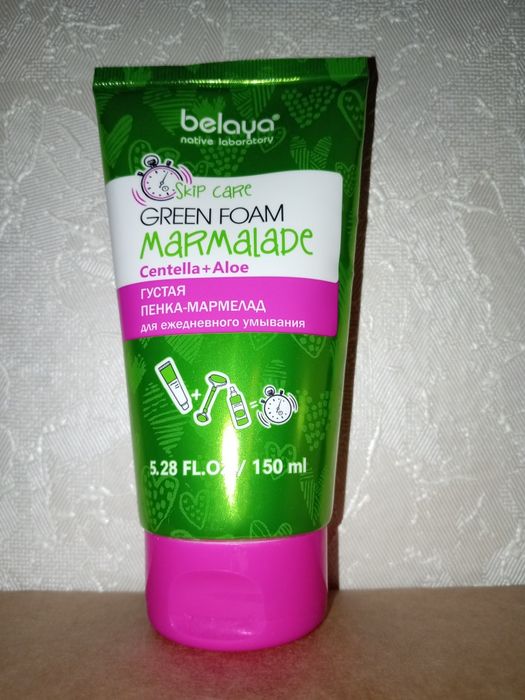 belaya®
native laboratory
SKIP CARE
GREEN FOAM
MARMALADE
Centella+Aloe
ГУСТАЯ
ПЕНКА-МАРМЕЛАД
для ежедневного умывания
+ =
5.28 FL.OZ / 150 ml